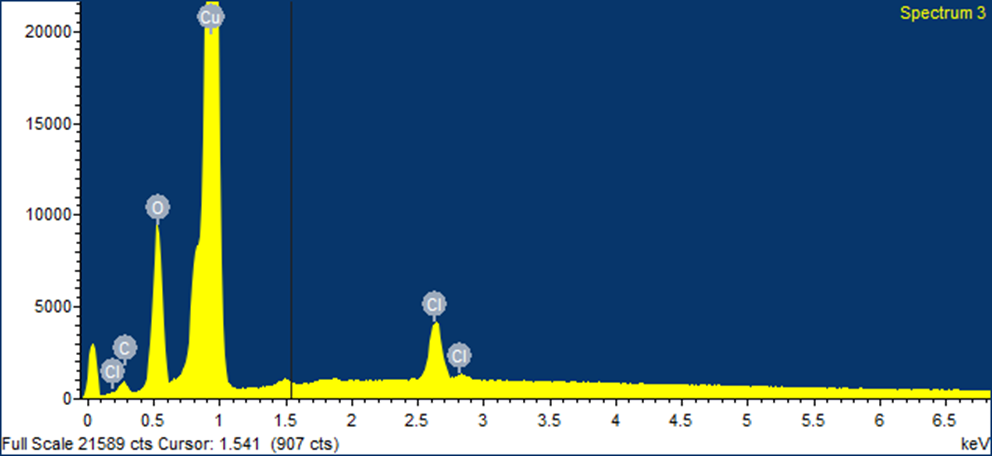 Spectrum 3
Cu
20000
15000
O
10000
Cl
5000
C
Cl
Cl
0
0 0.5 1 1.5 2 2.5 3 3.5 4 4.5 5 5.5 6 6.5
Full Scale 21589 cts Cursor: 1.541 (907 cts) keV